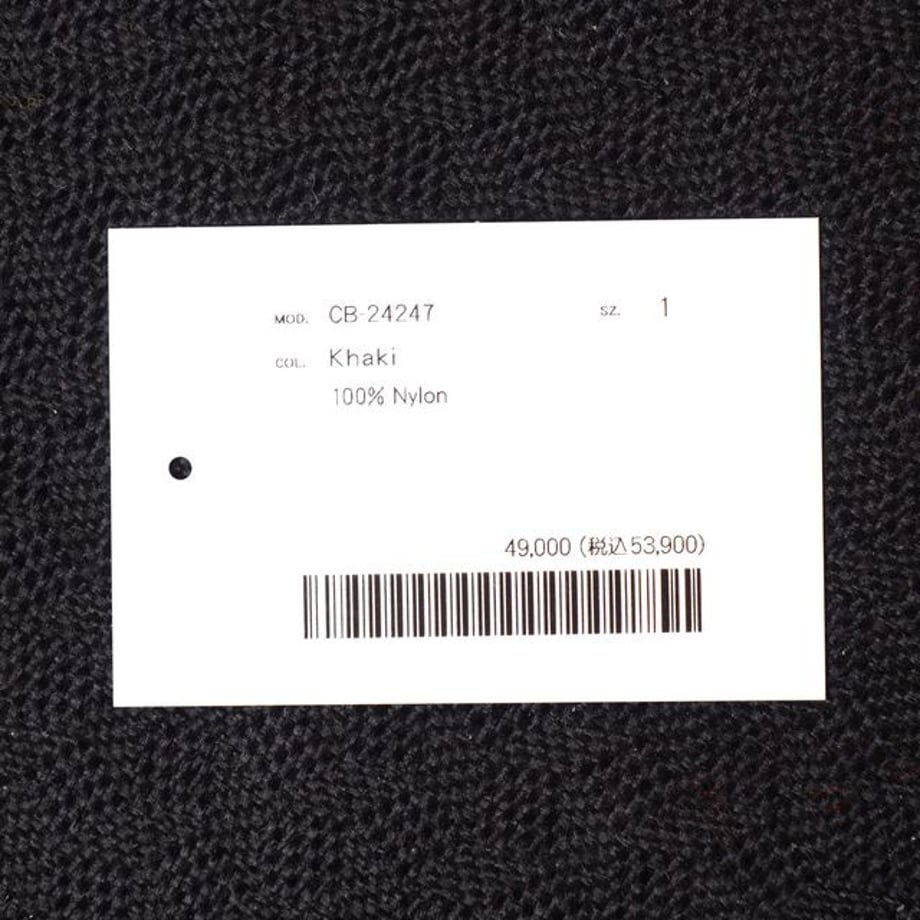 MOD. CB-24247 SZ. 1
COL. Khaki
100% Nylon
49,000 (税込53,900)